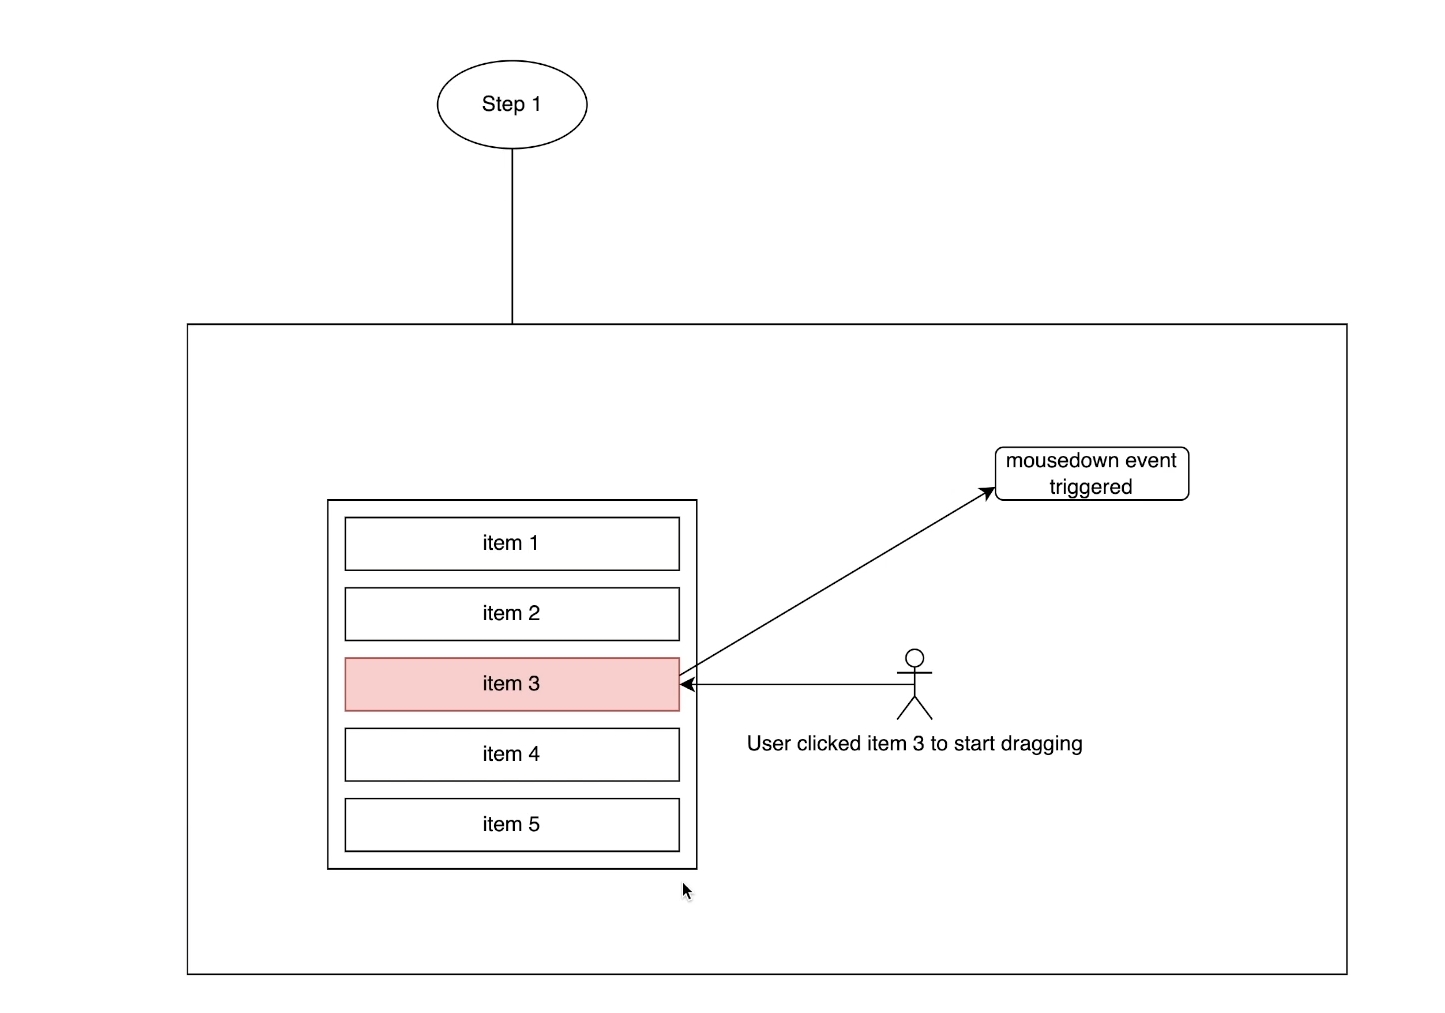 Step 1
mousedown event
triggered
item 1
item 2
item 3
item 4
item 5
User clicked item 3 to start dragging